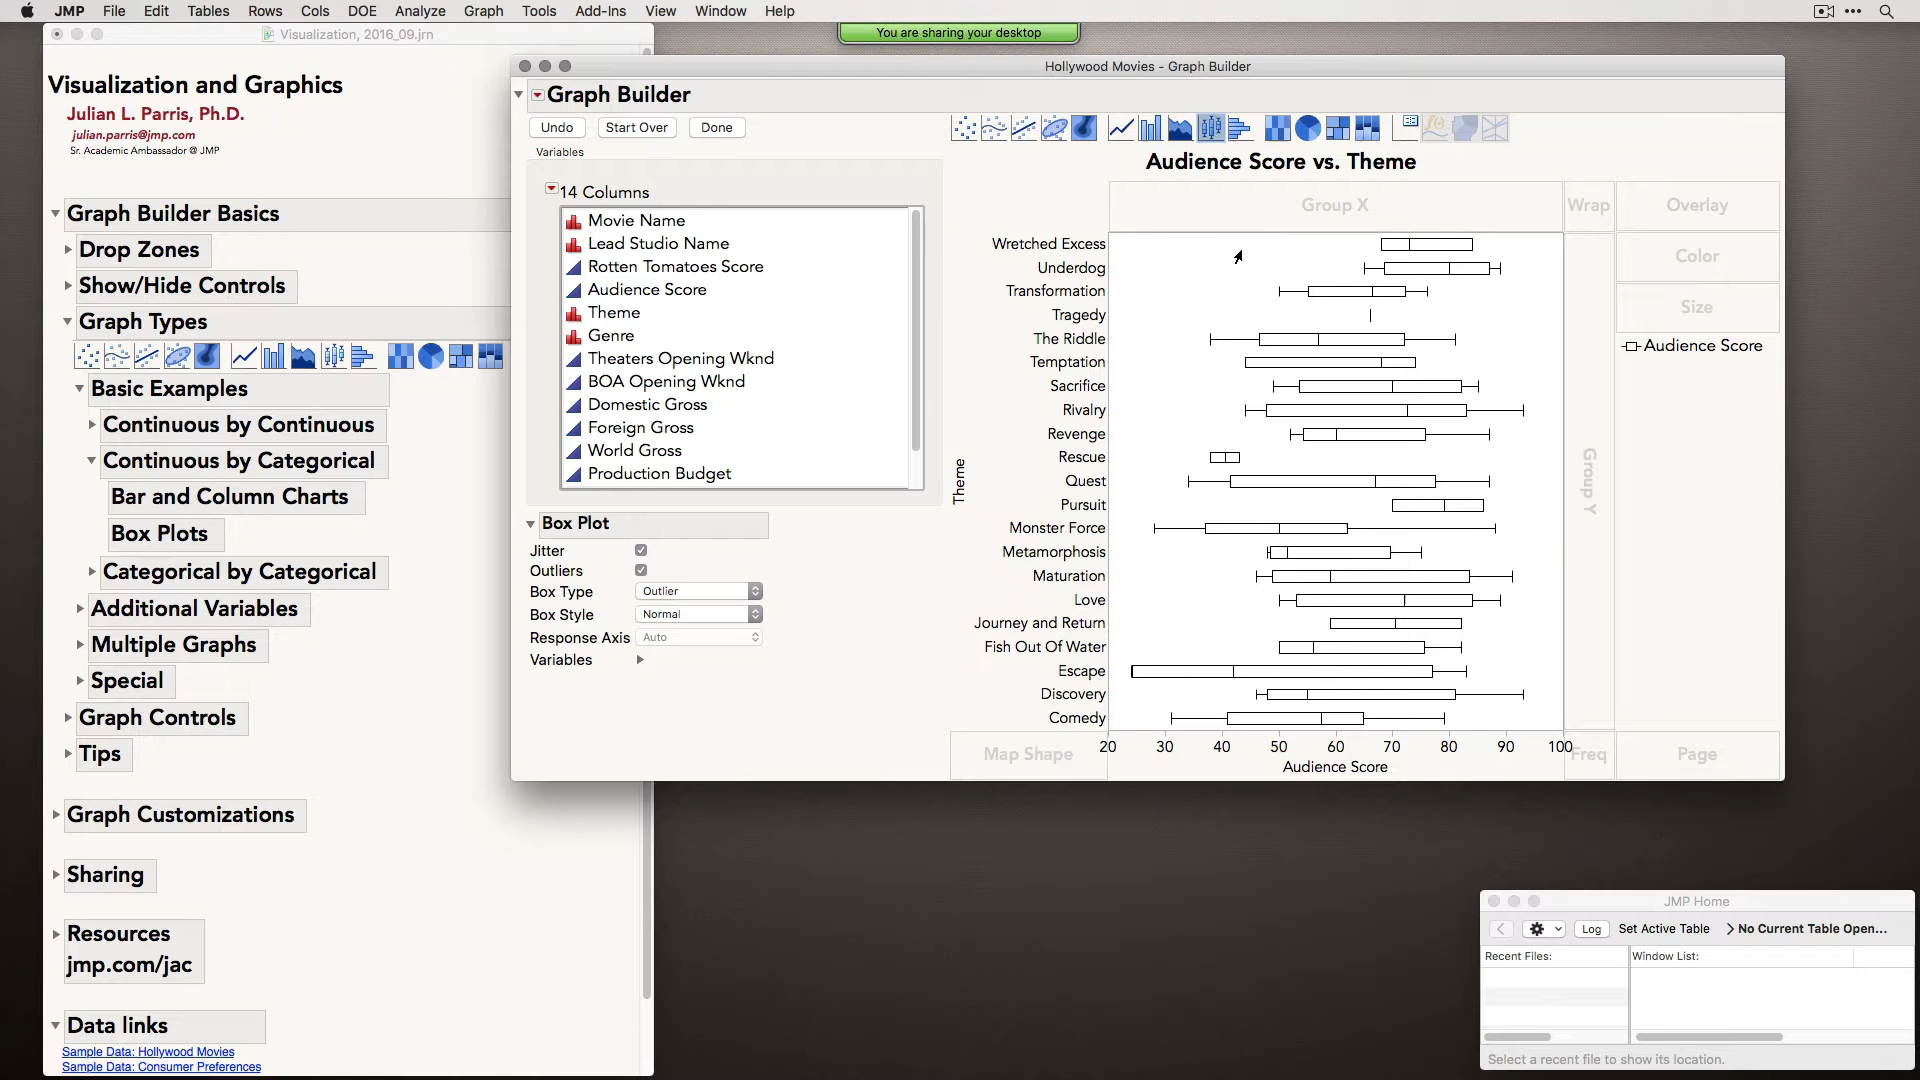 JMP File Edit Tables Rows Cols DOE Analyze Graph Tools Add-Ins View Window Help
Visualization, 2016_09.jrn
You are sharing your desktop
Visualization and Graphics
Julian L. Parris, Ph.D.
julian.parris@jmp.com
Sr. Academic Ambassador @ JMP
Graph Builder Basics
Drop Zones
Show/Hide Controls
Graph Types
Basic Examples
Continuous by Continuous
Continuous by Categorical
Bar and Column Charts
Box Plots
Categorical by Categorical
Additional Variables
Multiple Graphs
Special
Graph Controls
Tips
Graph Customizations
Sharing
Resources
jmp.com/jac
Data links
Sample Data: Hollywood Movies
Sample Data: Consumer Preferences
Hollywood Movies - Graph Builder
Graph Builder
Undo Start Over Done
Variables
14 Columns
Movie Name
Lead Studio Name
Rotten Tomatoes Score
Audience Score
Theme
Genre
Theaters Opening Wknd
BOA Opening Wknd
Domestic Gross
Foreign Gross
World Gross
Production Budget
Box Plot
Jitter
Outliers
Box Type Outlier
Box Style Normal
Response Axis Auto
Variables
Audience Score vs. Theme
Group X Wrap Overlay
Color
Size
Audience Score
Group Y
Theme
Wretched Excess
Underdog
Transformation
Tragedy
The Riddle
Temptation
Sacrifice
Rivalry
Revenge
Rescue
Quest
Pursuit
Monster Force
Metamorphosis
Maturation
Love
Journey and Return
Fish Out Of Water
Escape
Discovery
Comedy
20 30 40 50 60 70 80 90 100
Map Shape Audience Score Freq Page
JMP Home
Log Set Active Table No Current Table Open...
Recent Files: Window List:
Select a recent file to show its location.